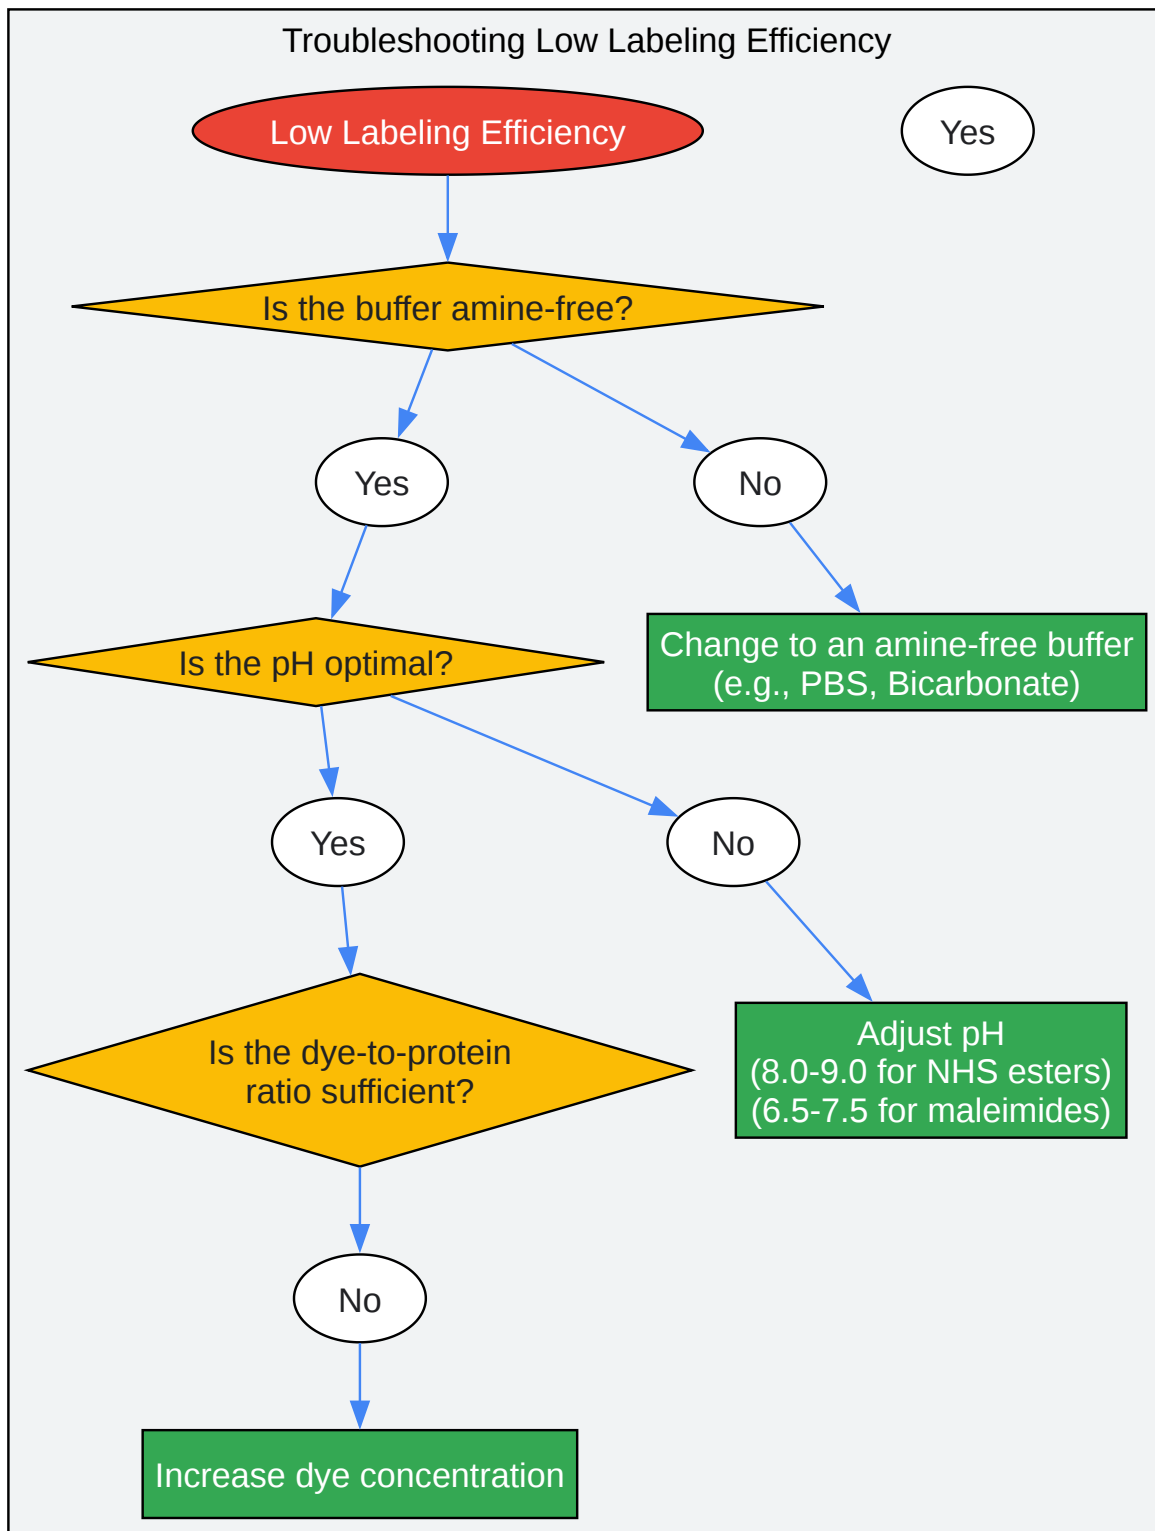 Troubleshooting Low Labeling Efficiency
Low Labeling Efficiency
Yes
Is the buffer amine-free?
Yes
No
Is the pH optimal?
Change to an amine-free buffer
(e.g., PBS, Bicarbonate)
Yes
No
Is the dye-to-protein
ratio sufficient?
Adjust pH
(8.0-9.0 for NHS esters)
(6.5-7.5 for maleimides)
No
Increase dye concentration